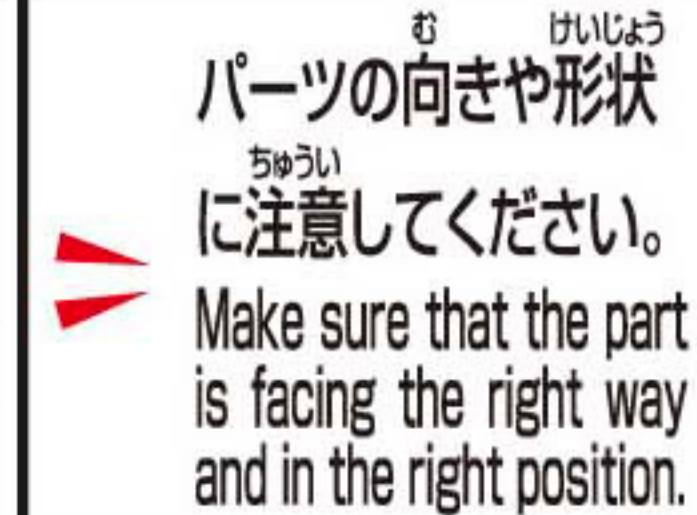 む けいじょう
パーツの向きや形状
ちゅうい
に注意してください。
Make sure that the part
is facing the right way
and in the right position.